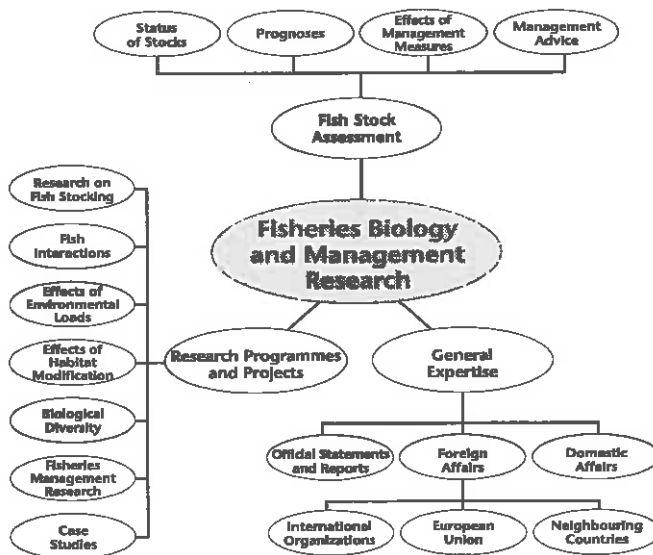 Status
of Stocks
Prognoses
Effects of
Management
Measures
Management
Advice
Fish Stock
Assessment
Fisheries Biology
and Management
Research
Research on
Fish Stocking
Fish
Interactions
Effects of
Environmental
Loads
Effects of
Habitat
Modification
Biological
Diversity
Fisheries
Management
Research
Case
Studies
Research Programmes
and Projects
General
Expertise
Official Statements
and Reports
Foreign
Affairs
Domestic
Affairs
International
Organizations
European
Union
Neighbouring
Countries